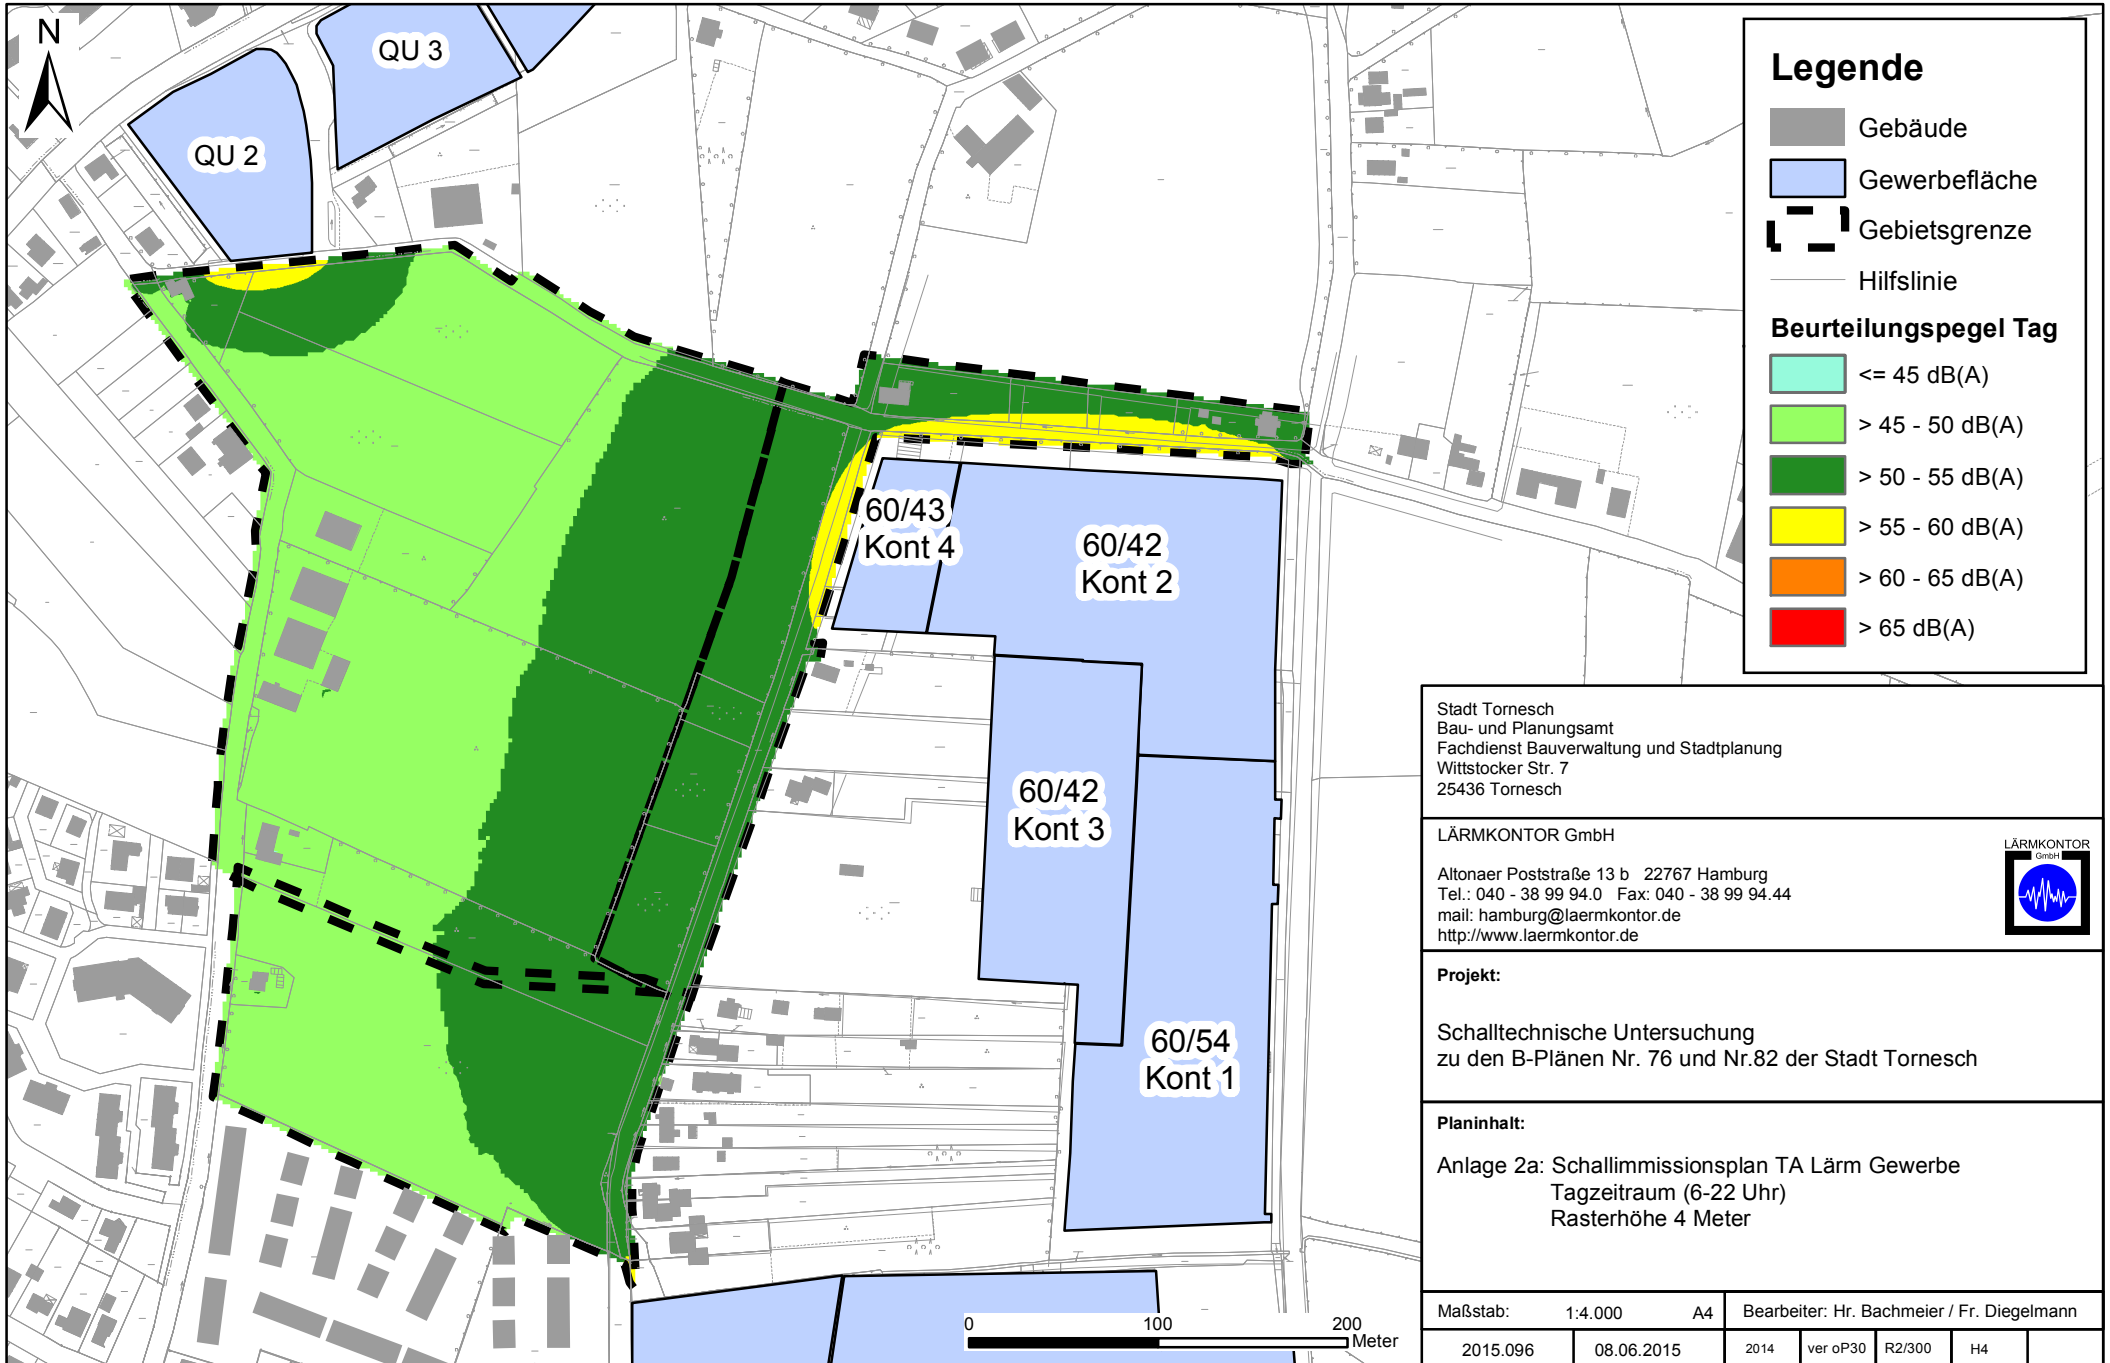 N
QU 3
QU 2
60/43
Kont 4
60/42
Kont 2
60/42
Kont 3
60/54
Kont 1
0 100 200
Meter
Legende
Gebäude
Gewerbefläche
Gebietsgrenze
Hilfslinie
Beurteilungspegel Tag
<= 45 dB(A)
> 45 - 50 dB(A)
> 50 - 55 dB(A)
> 55 - 60 dB(A)
> 60 - 65 dB(A)
> 65 dB(A)
Stadt Tornesch
Bau- und Planungsamt
Fachdienst Bauverwaltung und Stadtplanung
Wittstocker Str. 7
25436 Tornesch
LÄRMKONTOR GmbH
Altonaer Poststraße 13 b 22767 Hamburg
Tel.: 040 - 38 99 94.0 Fax: 040 - 38 99 94.44
mail: hamburg@laermkontor.de
http://www.laermkontor.de
LÄRMKONTOR
GmbH
Projekt:
Schalltechnische Untersuchung
zu den B-Plänen Nr. 76 und Nr.82 der Stadt Tornesch
Planinhalt:
Anlage 2a: Schallimmissionsplan TA Lärm Gewerbe
Tagzeitraum (6-22 Uhr)
Rasterhöhe 4 Meter
Maßstab: 1:4.000 A4 Bearbeiter: Hr. Bachmeier / Fr. Diegelmann
2015.096 08.06.2015 2014 ver oP30 R2/300 H4